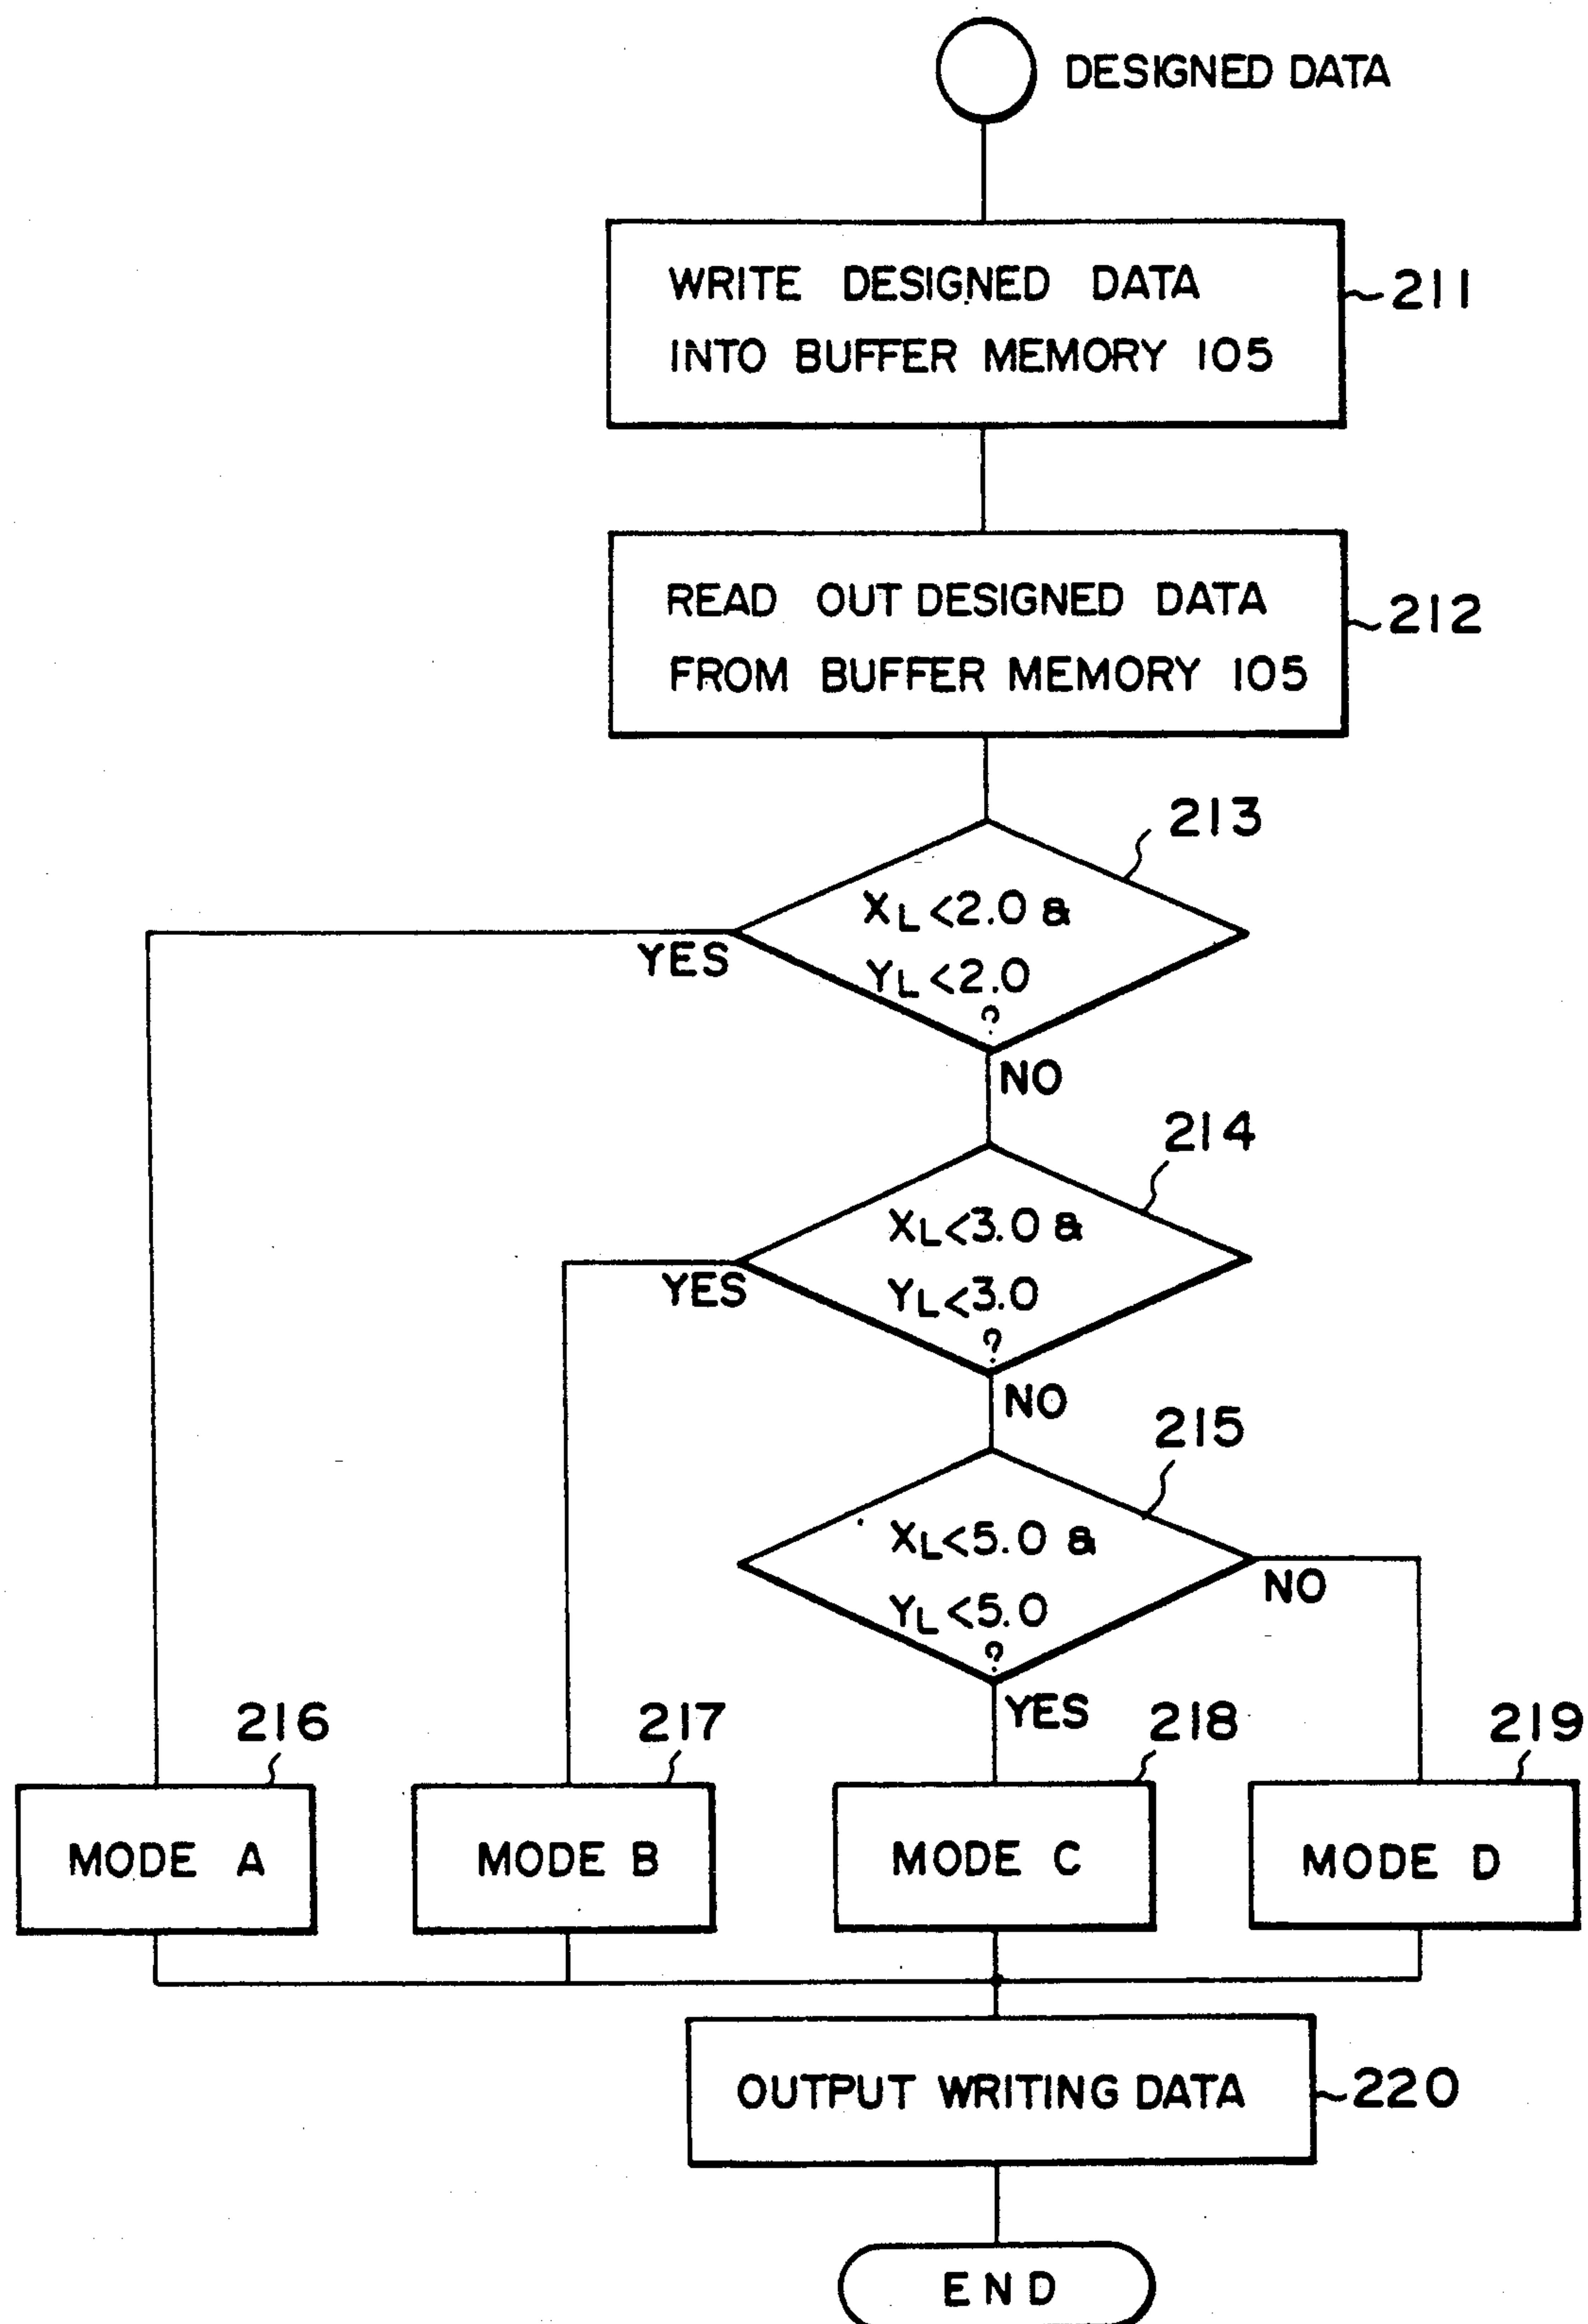 DESIGNED DATA
WRITE DESIGNED DATA
INTO BUFFER MEMORY 105
211
READ OUT DESIGNED DATA
FROM BUFFER MEMORY 105
212
213
XL<2.0 &
YL<2.0
?
YES
NO
214
XL<3.0 &
YL<3.0
?
YES
NO
215
XL<5.0 &
YL<5.0
?
NO
YES
216
217
218
219
MODE A
MODE B
MODE C
MODE D
OUTPUT WRITING DATA
220
END